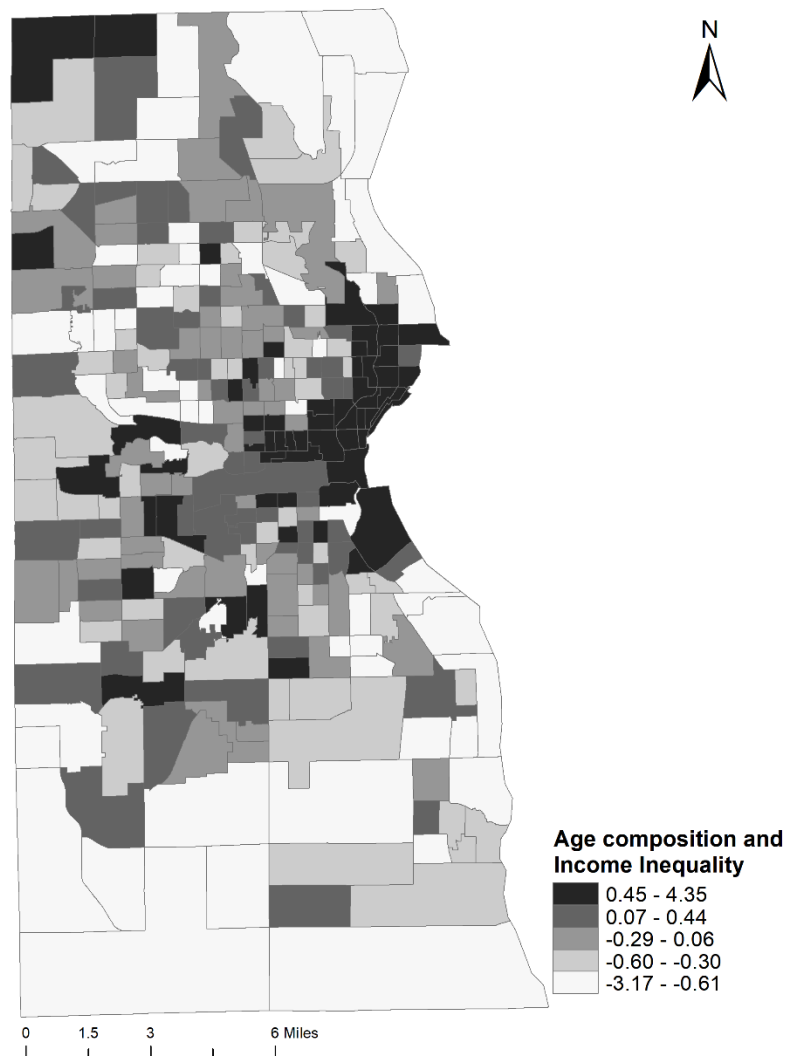 N
Age composition and
Income Inequality
0.45 - 4.35
0.07 - 0.44
-0.29 - 0.06
-0.60 - -0.30
-3.17 - -0.61
0 1.5 3 6 Miles